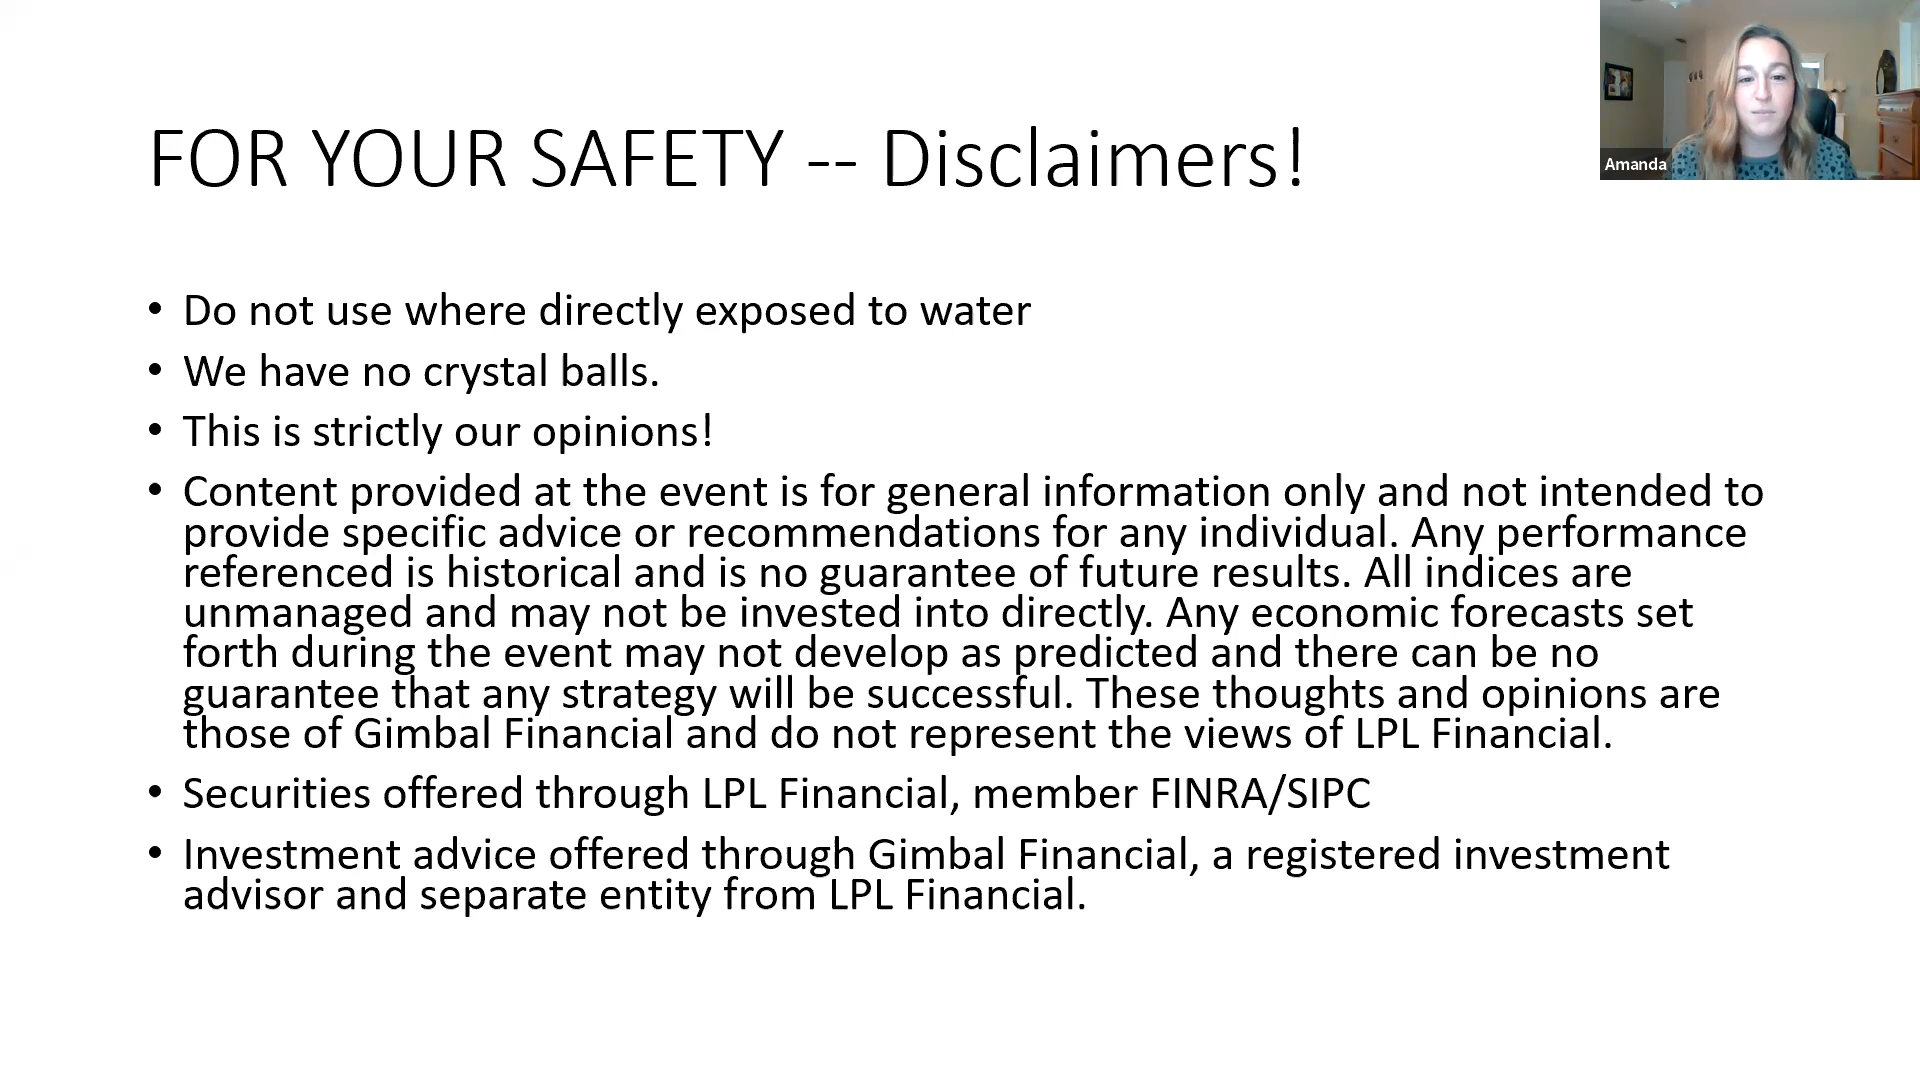 FOR YOUR SAFETY -- Disclaimers!
Amanda
• Do not use where directly exposed to water
• We have no crystal balls.
• This is strictly our opinions!
• Content provided at the event is for general information only and not intended to
provide specific advice or recommendations for any individual. Any performance
referenced is historical and is no guarantee of future results. All indices are
unmanaged and may not be invested into directly. Any economic forecasts set
forth during the event may not develop as predicted and there can be no
guarantee that any strategy will be successful. These thoughts and opinions are
those of Gimbal Financial and do not represent the views of LPL Financial.
• Securities offered through LPL Financial, member FINRA/SIPC
• Investment advice offered through Gimbal Financial, a registered investment
advisor and separate entity from LPL Financial.